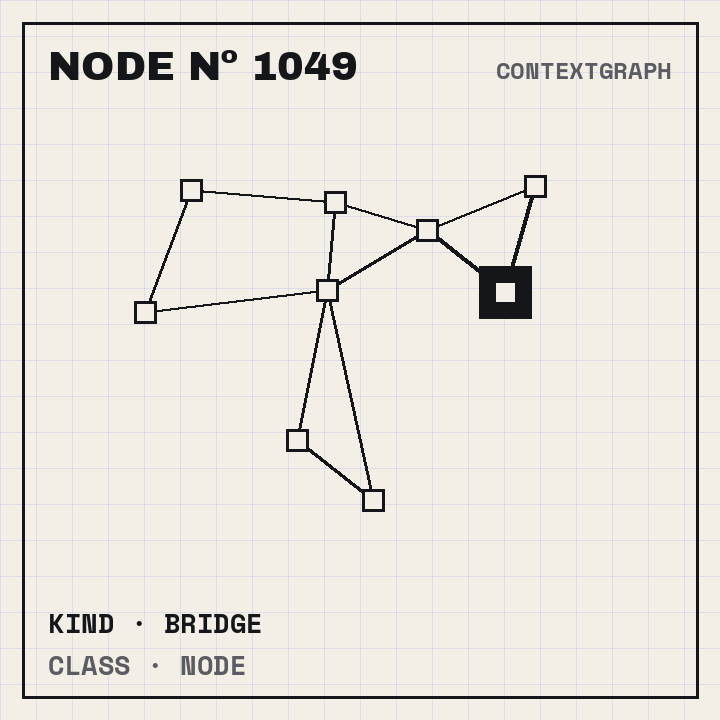 NODE Nº 1049
CONTEXTGRAPH
KIND · BRIDGE
CLASS · NODE